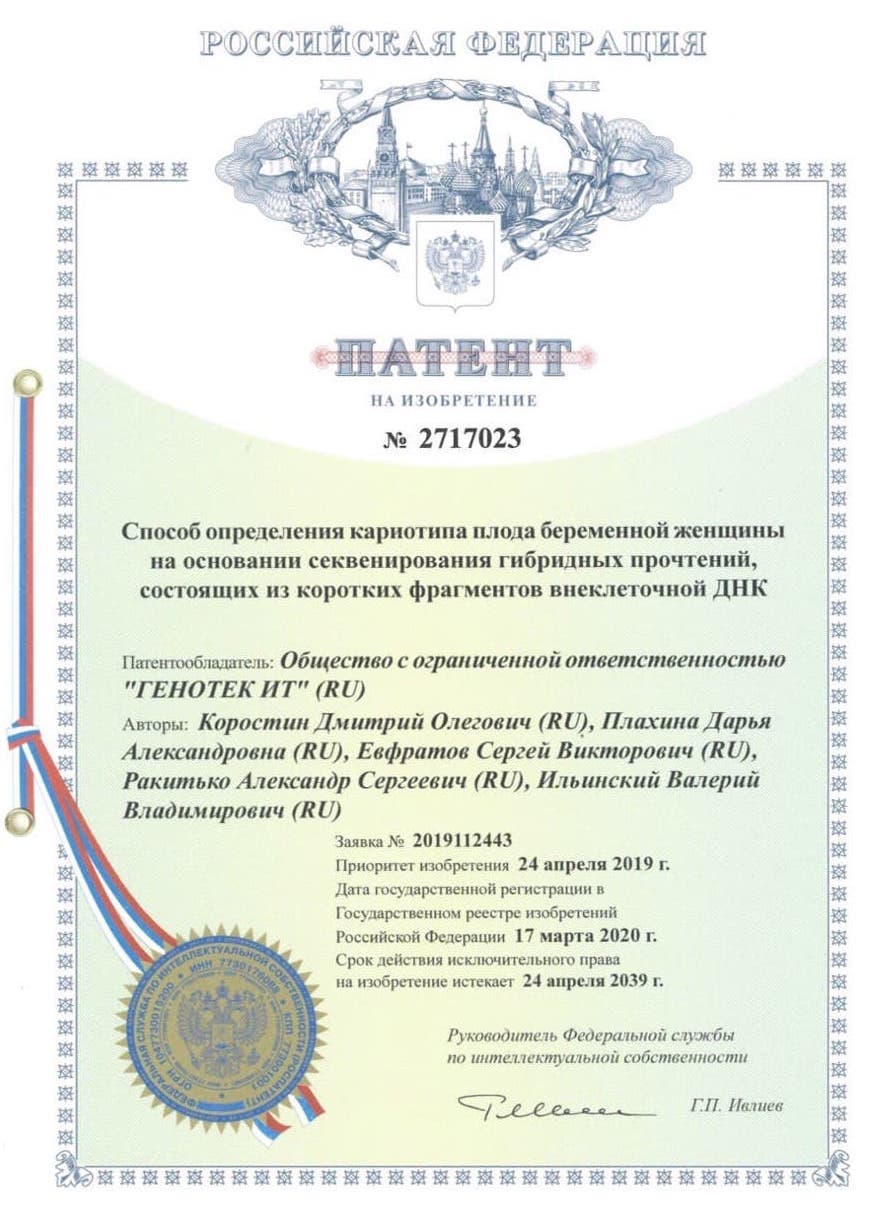 РОССИЙСКАЯ ФЕДЕРАЦИЯ
ПАТЕНТ
НА ИЗОБРЕТЕНИЕ
№ 2717023
Способ определения кариотипа плода беременной женщины
на основании секвенирования гибридных прочтений,
состоящих из коротких фрагментов внеклеточной ДНК
Патентообладатель: Общество с ограниченной ответственностью
"ГЕНОТЕК ИТ" (RU)
Авторы: Коростин Дмитрий Олегович (RU), Плахина Дарья
Александровна (RU), Евфратов Сергей Викторович (RU),
Ракитько Александр Сергеевич (RU), Ильинский Валерий
Владимирович (RU)
Заявка № 2019112443
Приоритет изобретения 24 апреля 2019 г.
Дата государственной регистрации в
Государственном реестре изобретений
Российской Федерации 17 марта 2020 г.
Срок действия исключительного права
на изобретение истекает 24 апреля 2039 г.
Руководитель Федеральной службы
по интеллектуальной собственности
Г.П. Ивлиев
ФЕДЕРАЛЬНАЯ СЛУЖБА ПО ИНТЕЛЛЕКТУАЛЬНОЙ СОБСТВЕННОСТИ (РОСПАТЕНТ)
ОГРН 1047730015200 * ИНН 7730176088 * КПП 773001001